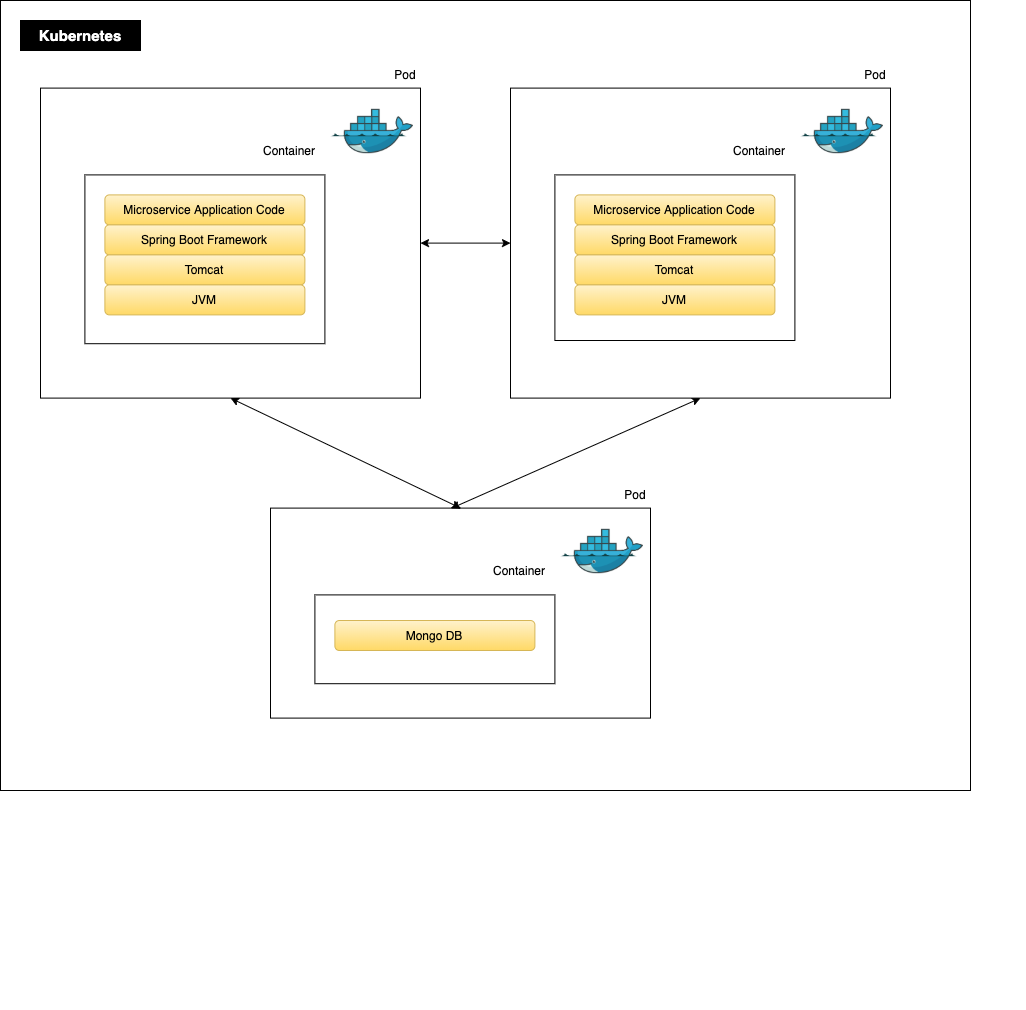 Kubernetes
Pod
Pod
Container
Container
Microservice Application Code
Spring Boot Framework
Tomcat
JVM
Microservice Application Code
Spring Boot Framework
Tomcat
JVM
Pod
Container
Mongo DB